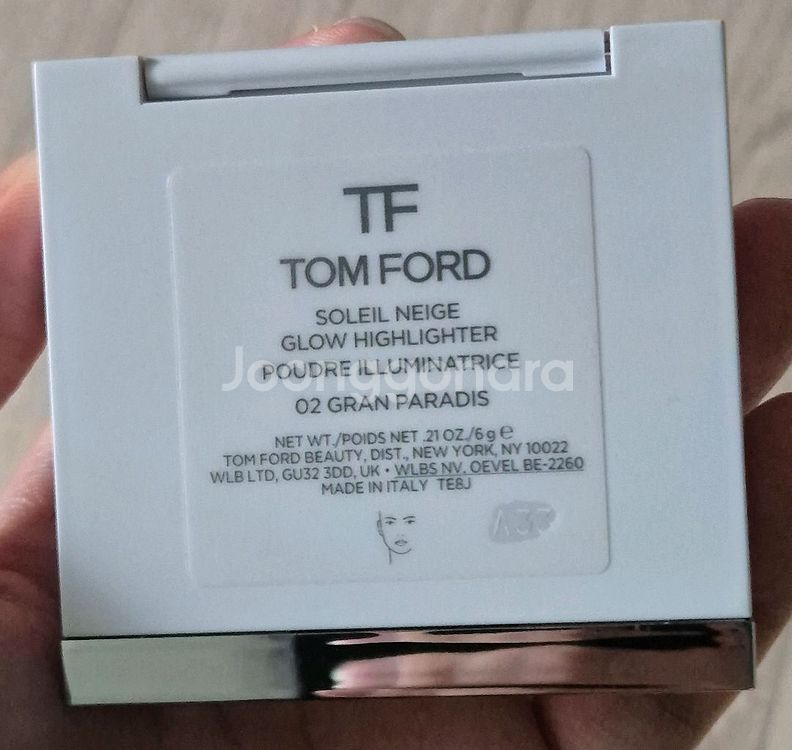 TF
TOM FORD
SOLEIL NEIGE
GLOW HIGHLIGHTER
POUDRE ILLUMINATRICE
Joonggonara
02 GRAN PARADIS
NET WT./POIDS NET .21 OZ./6 g e
TOM FORD BEAUTY, DIST., NEW YORK, NY 10022
WLB LTD, GU32 3DD, UK • WLBS NV, OEVEL BE-2260
MADE IN ITALY TE8J